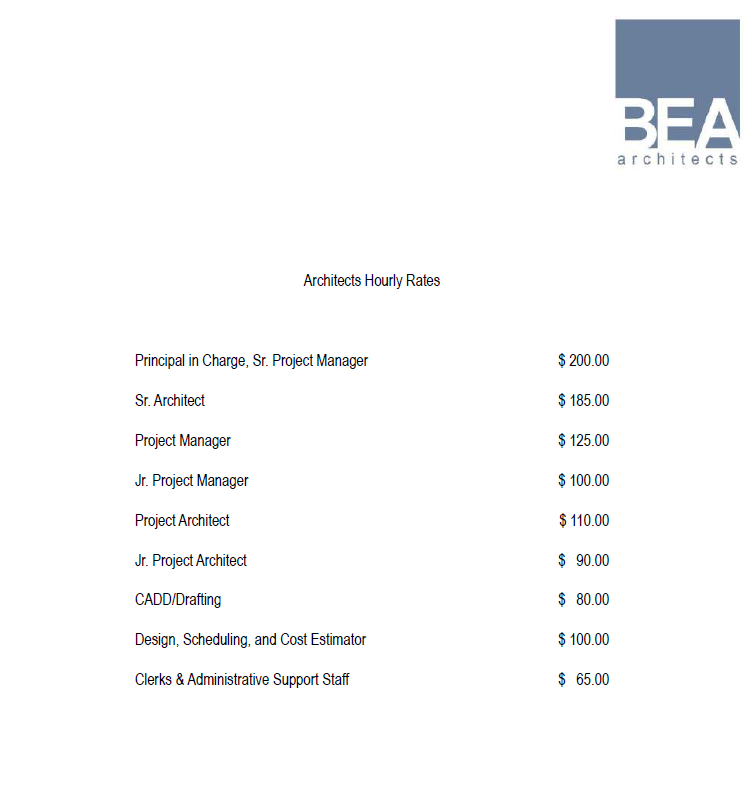 BEA
architects
Architects Hourly Rates
Principal in Charge, Sr. Project Manager $ 200.00
Sr. Architect $ 185.00
Project Manager $ 125.00
Jr. Project Manager $ 100.00
Project Architect $ 110.00
Jr. Project Architect $ 90.00
CADD/Drafting $ 80.00
Design, Scheduling, and Cost Estimator $ 100.00
Clerks & Administrative Support Staff $ 65.00